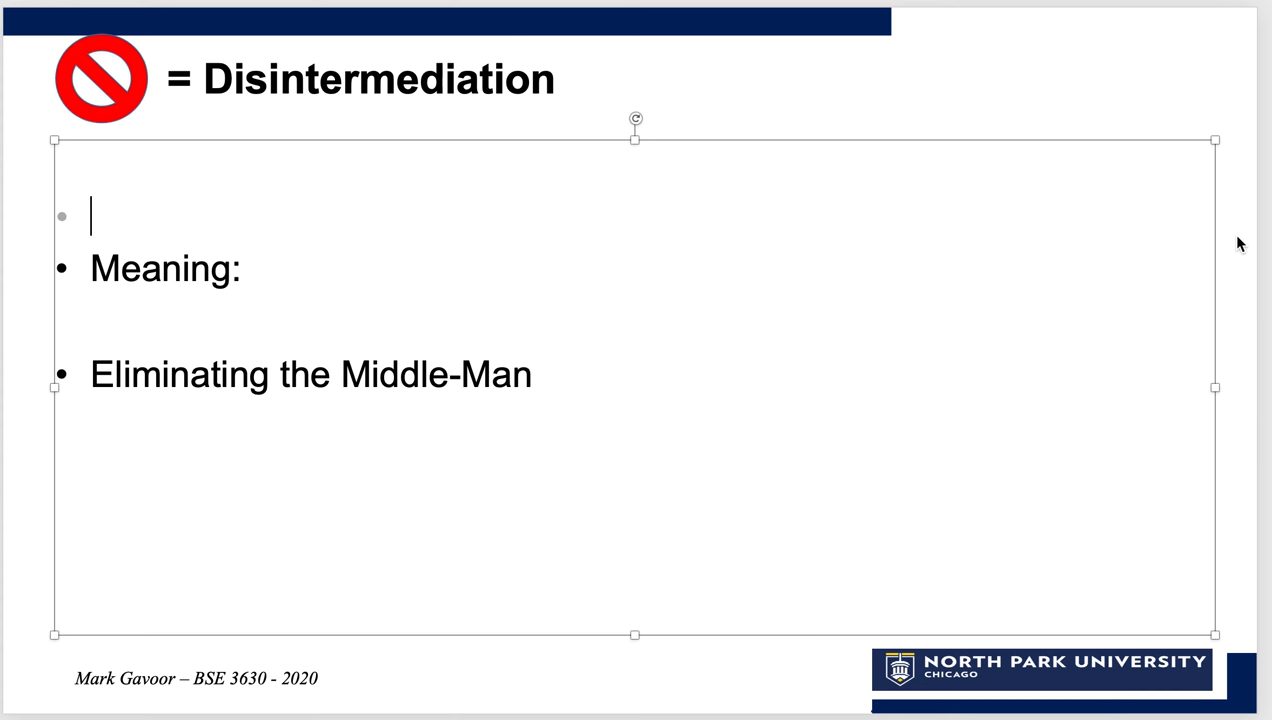 = Disintermediation
• Meaning:
• Eliminating the Middle-Man
Mark Gavoor – BSE 3630 - 2020
NORTH PARK UNIVERSITY
CHICAGO